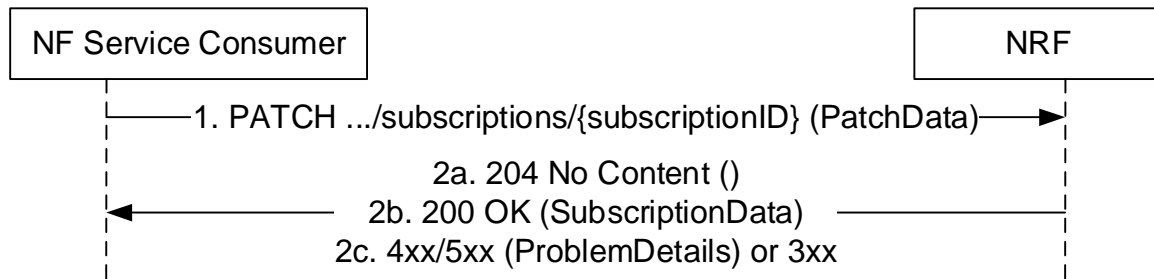 NF Service Consumer
NRF
1. PATCH .../subscriptions/{subscriptionID} (PatchData)
2a. 204 No Content ()
2b. 200 OK (SubscriptionData)
2c. 4xx/5xx (ProblemDetails) or 3xx